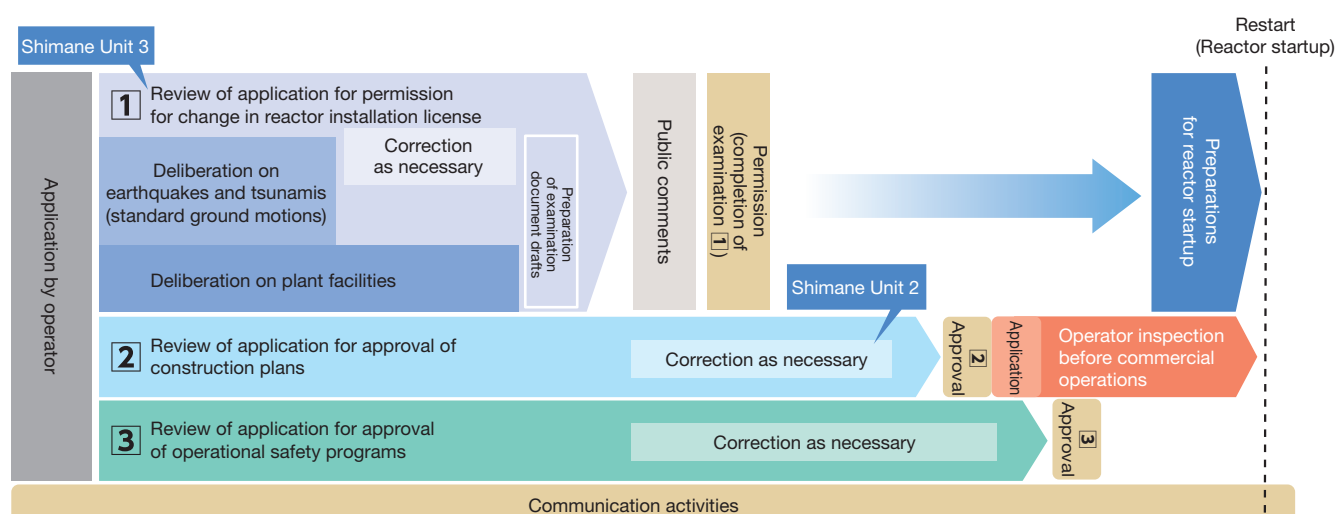 Restart
(Reactor startup)
Shimane Unit 3
Application by operator
1 Review of application for permission
for change in reactor installation license
Correction
as necessary
Deliberation on
earthquakes and tsunamis
(standard ground motions)
Deliberation on plant facilities
Preparation
of examination
document drafts
Public comments
Permission
(completion of
examination 1)
Preparations
for reactor startup
Shimane Unit 2
2 Review of application for approval of
construction plans
Correction as necessary
Approval 2
Application
Operator inspection
before commercial
operations
3 Review of application for approval
of operational safety programs
Correction as necessary
Approval 3
Communication activities